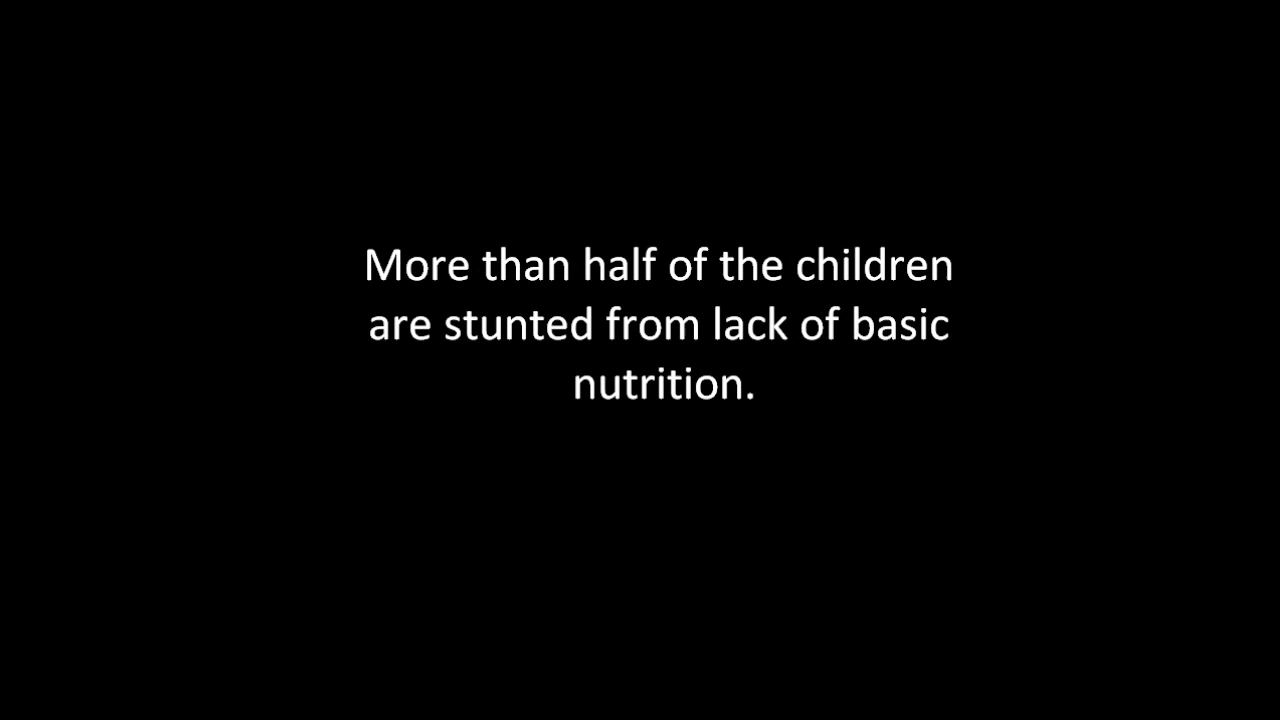 More than half of the children
are stunted from lack of basic
nutrition.